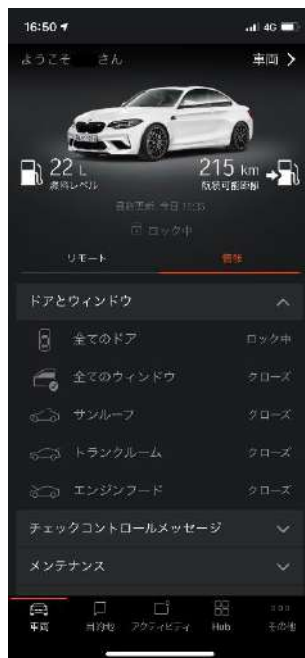 16:50 4G
ようこそ さん 車両
22 L 215 km
燃料レベル 航続可能距離
最終更新 今日
ロック中
リモート 情報
ドアとウィンドウ
全てのドア ロック中
全てのウィンドウ クローズ
サンルーフ クローズ
トランクルーム クローズ
エンジンフード クローズ
チェックコントロールメッセージ
メンテナンス
車両 目的地 アクティビティ Hub その他